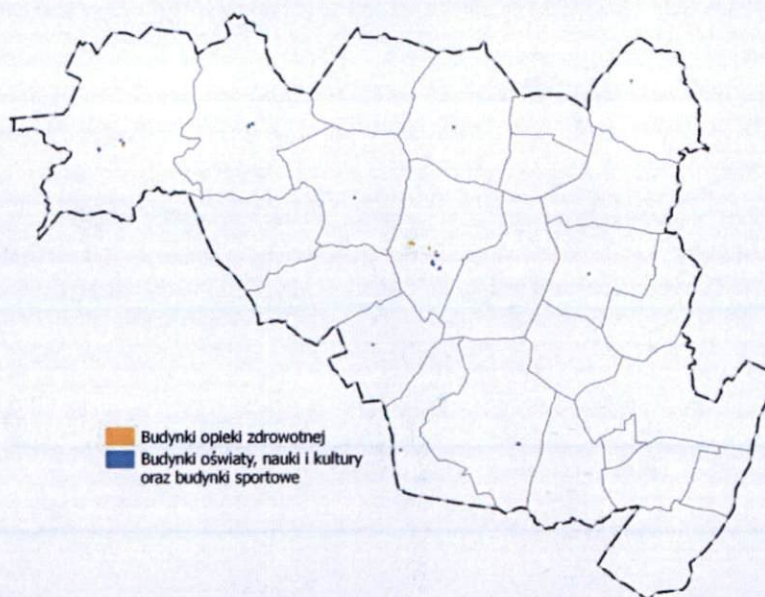 Budynki opieki zdrowotnej
Budynki oświaty, nauki i kultury
oraz budynki sportowe